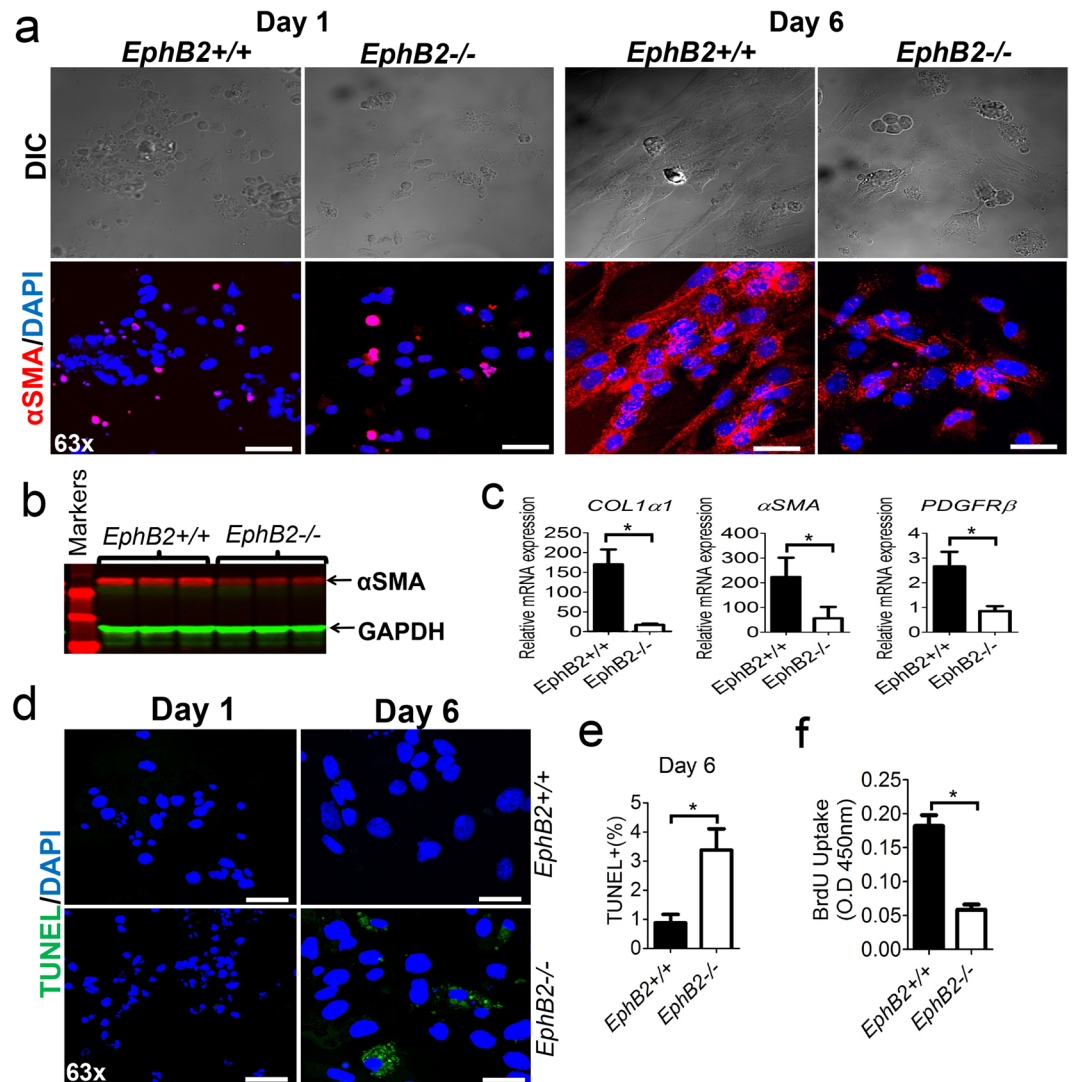 a
Day 1
Day 6
EphB2+/+
EphB2-/-
EphB2+/+
EphB2-/-
DIC
αSMA/DAPI
63x
b
Markers
EphB2+/+
EphB2-/-
αSMA
GAPDH
c
COL1α1
Relative mRNA expression
250
200
150
100
50
0
*
EphB2+/+
EphB2-/-
αSMA
Relative mRNA expression
400
300
200
100
0
*
EphB2+/+
EphB2-/-
PDGFRβ
Relative mRNA expression
4
3
2
1
0
*
EphB2+/+
EphB2-/-
d
Day 1
Day 6
TUNEL/DAPI
EphB2+/+
EphB2-/-
63x
e
Day 6
TUNEL+(%)
6
5
4
3
2
1
0
*
EphB2+/+
EphB2-/-
f
BrdU Uptake
(O.D 450nm)
0.25
0.20
0.15
0.10
0.05
0.00
*
EphB2+/+
EphB2-/-